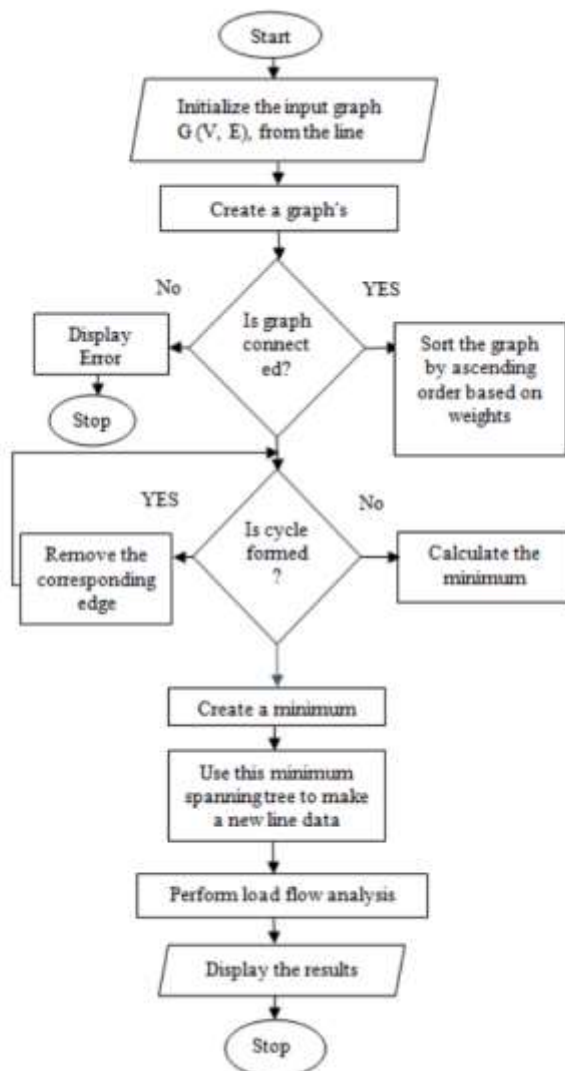 Start
Initialize the input graph
G (V, E), from the line
Create a graph's
No
YES
Is graph
connect
ed?
Display
Error
Sort the graph
by ascending
order based on
weights
Stop
YES
No
Is cycle
formed
?
Remove the
corresponding
edge
Calculate the
minimum
Create a minimum
Use this minimum
spanning tree to make
a new line data
Perform load flow analysis
Display the results
Stop